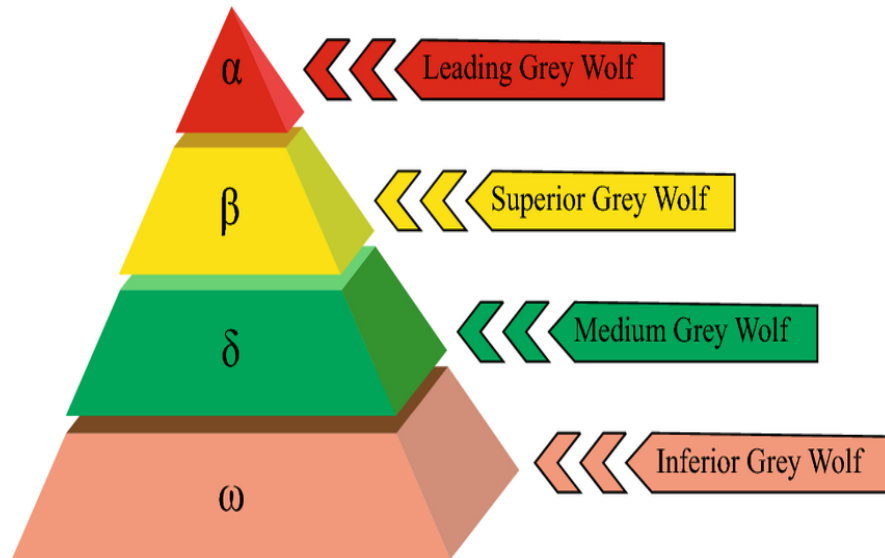 α
Leading Grey Wolf
β
Superior Grey Wolf
δ
Medium Grey Wolf
ω
Inferior Grey Wolf